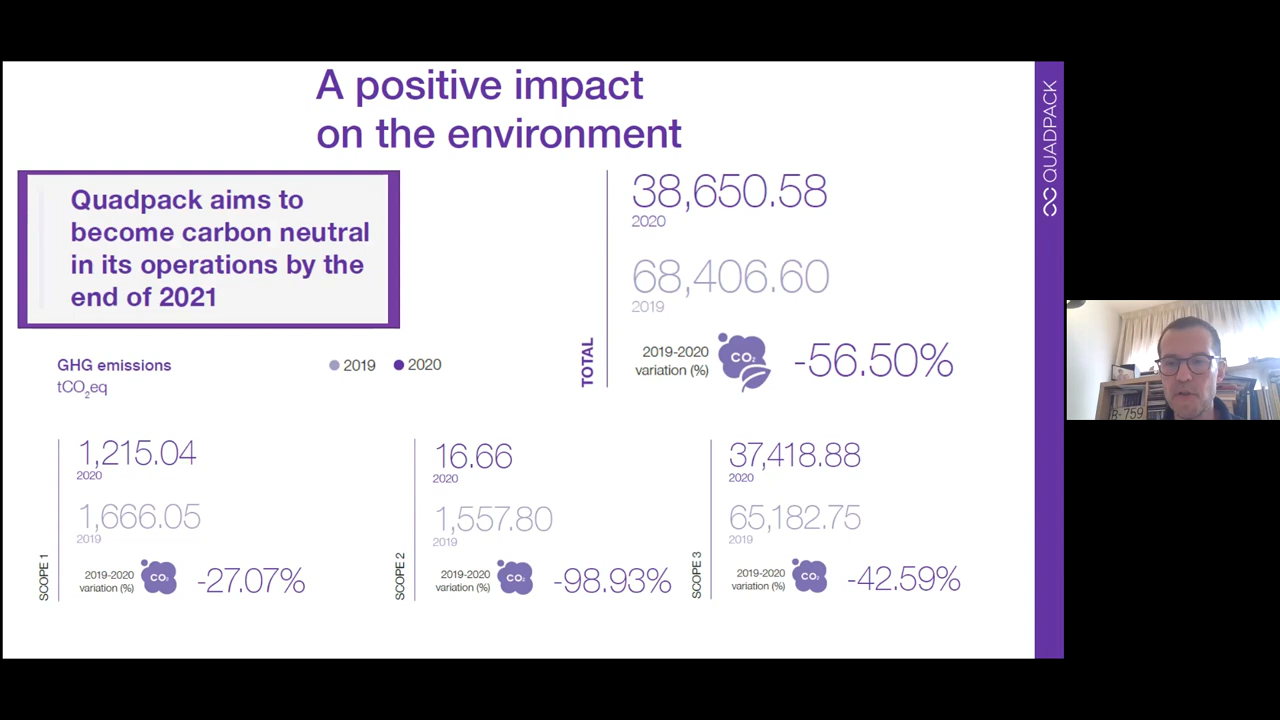 A positive impact
on the environment
QUADPACK
Quadpack aims to
become carbon neutral
in its operations by the
end of 2021
38,650.58
2020
68,406.60
2019
TOTAL
2019-2020
variation (%)
CO2
-56.50%
GHG emissions
tCO2eq
2019
2020
1,215.04
2020
1,666.05
2019
SCOPE 1
2019-2020
variation (%)
CO2
-27.07%
16.66
2020
1,557.80
2019
SCOPE 2
2019-2020
variation (%)
CO2
-98.93%
37,418.88
2020
65,182.75
2019
SCOPE 3
2019-2020
variation (%)
CO2
-42.59%
B-759